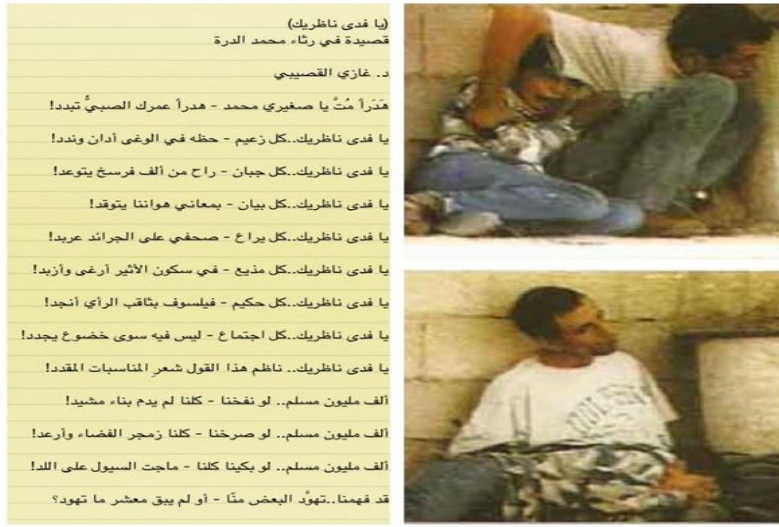 (يا فدى ناظريك)
قصيدة في رثاء محمد الدرة
د. غازي القصيبي
هَدَراً مُتَّ يا صغيري محمد - هدراً عمرك الصبيُّ تبدد!
يا فدى ناظريك..كل زعيم - حظه في الوغى أدان وندد!
يا فدى ناظريك..كل جبان - راح من ألف فرسخ يتوعد!
يا فدى ناظريك..كل بيان - بمعاني هواننا يتوقد!
يا فدى ناظريك..كل يراع - صحفي على الجرائد عربد!
يا فدى ناظريك..كل مذيع - في سكون الأثير أرغى وأزبد!
يا فدى ناظريك..كل حكيم - فيلسوف بثاقب الرأي أنجد!
يا فدى ناظريك..كل اجتماع - ليس فيه سوى خضوع يجدد!
يا فدى ناظريك.. ناظم هذا القول شعرِ المناسبات المقدد!
ألف مليون مسلم.. لو نفخنا - كلنا لم يدم بناء مشيد!
ألف مليون مسلم.. لو صرخنا - كلنا زمجر الفضاء وأرعد!
ألف مليون مسلم.. لو بكينا كلنا - ماجت السيول على اللد!
قد فهمنا..تهوَّد البعض منّا - أو لم يبق معشر ما تهود؟